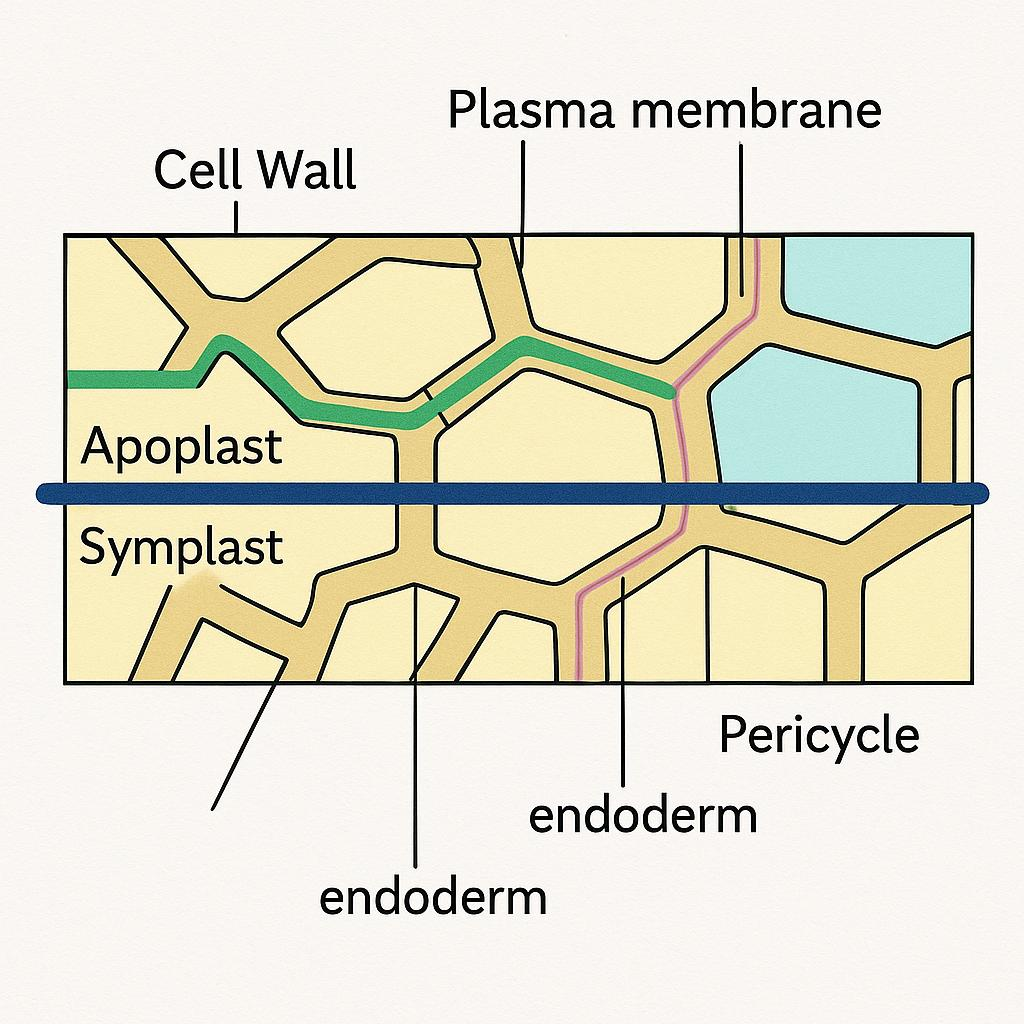 Plasma membrane
Cell Wall
Apoplast
Symplast
Pericycle
endoderm
endoderm